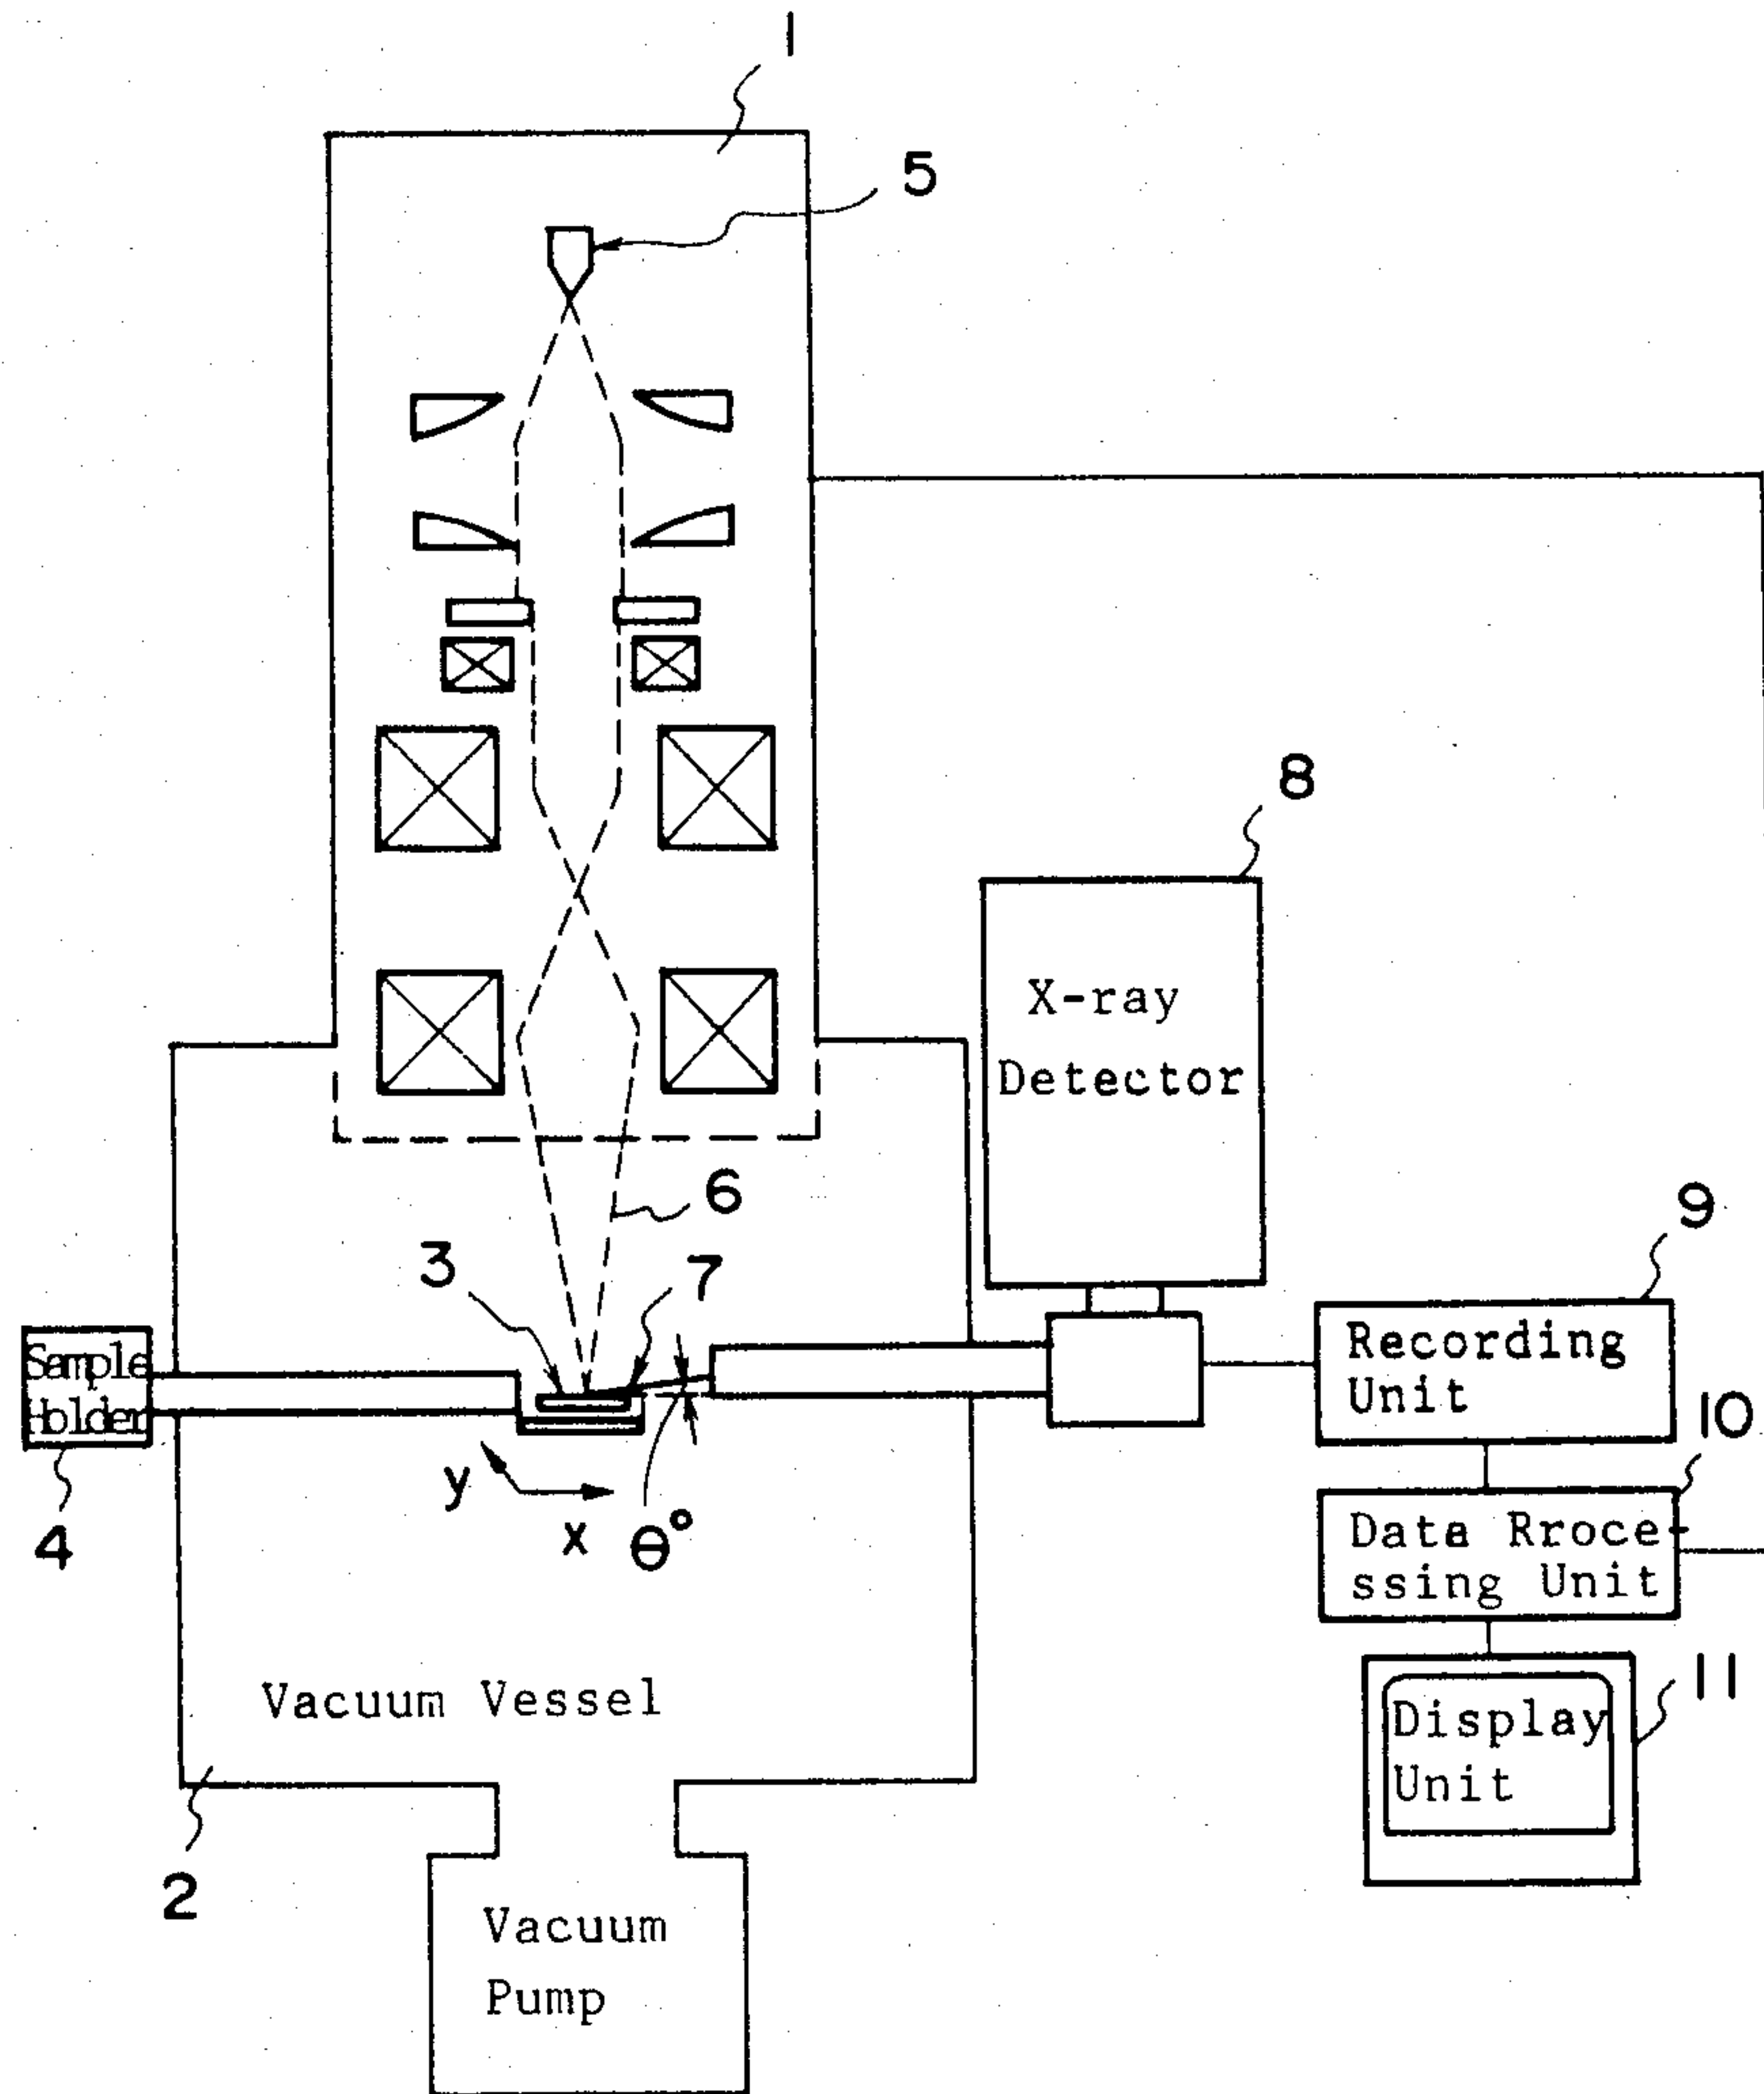 1
5
8
X-ray
Detector
6
9
3
7
Sample
Holder
Recording
Unit
10
y
x
θ°
4
Data Rroce
ssing Unit
11
Vacuum Vessel
Display
Unit
2
Vacuum
Pump